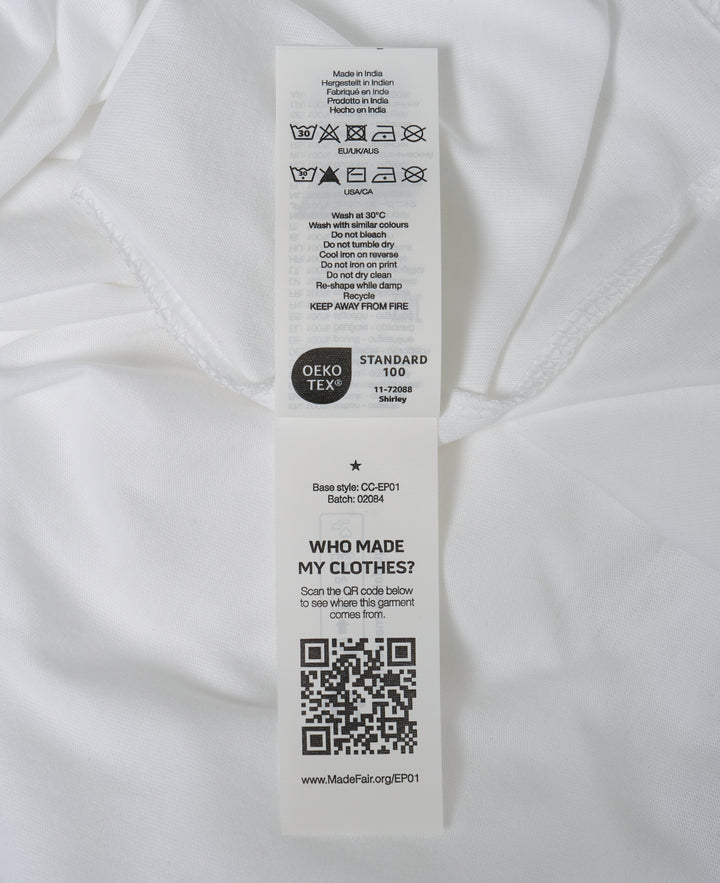 Made in India
Hergestellt in Indien
Fabriqué en Inde
Prodotto in India
Hecho en India
30
EU/UK/AUS
30
USA/CA
Wash at 30°C
Wash with similar colours
Do not bleach
Do not tumble dry
Cool iron on reverse
Do not iron on print
Do not dry clean
Re-shape while damp
Recycle
KEEP AWAY FROM FIRE
OEKO
TEX®
STANDARD
100
11-72088
Shirley
Base style: CC-EP01
Batch: 02084
WHO MADE
MY CLOTHES?
Scan the QR code below
to see where this garment
comes from.
www.MadeFair.org/EP01